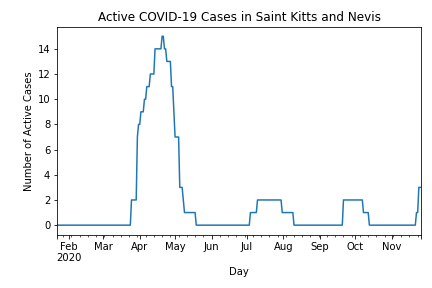 Active COVID-19 Cases in Saint Kitts and Nevis
Number of Active Cases
14
12
10
8
6
4
2
0
Feb Mar Apr May Jun Jul Aug Sep Oct Nov
2020
Day